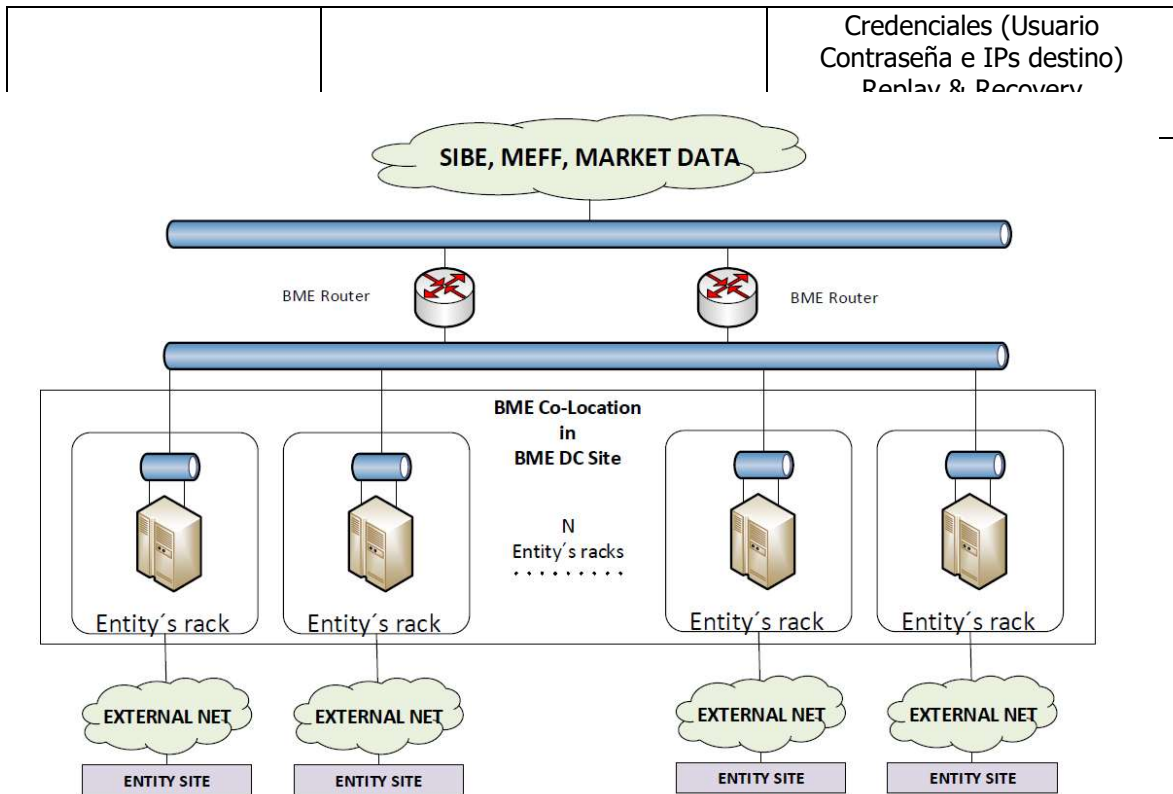 Credenciales (Usuario
Contraseña e IPs destino)
Replay & Recovery
SIBE, MEFF, MARKET DATA
BME Router
BME Router
BME Co-Location
in
BME DC Site
N
Entity´s racks
Entity´s rack
Entity´s rack
Entity´s rack
Entity´s rack
EXTERNAL NET
EXTERNAL NET
EXTERNAL NET
EXTERNAL NET
ENTITY SITE
ENTITY SITE
ENTITY SITE
ENTITY SITE